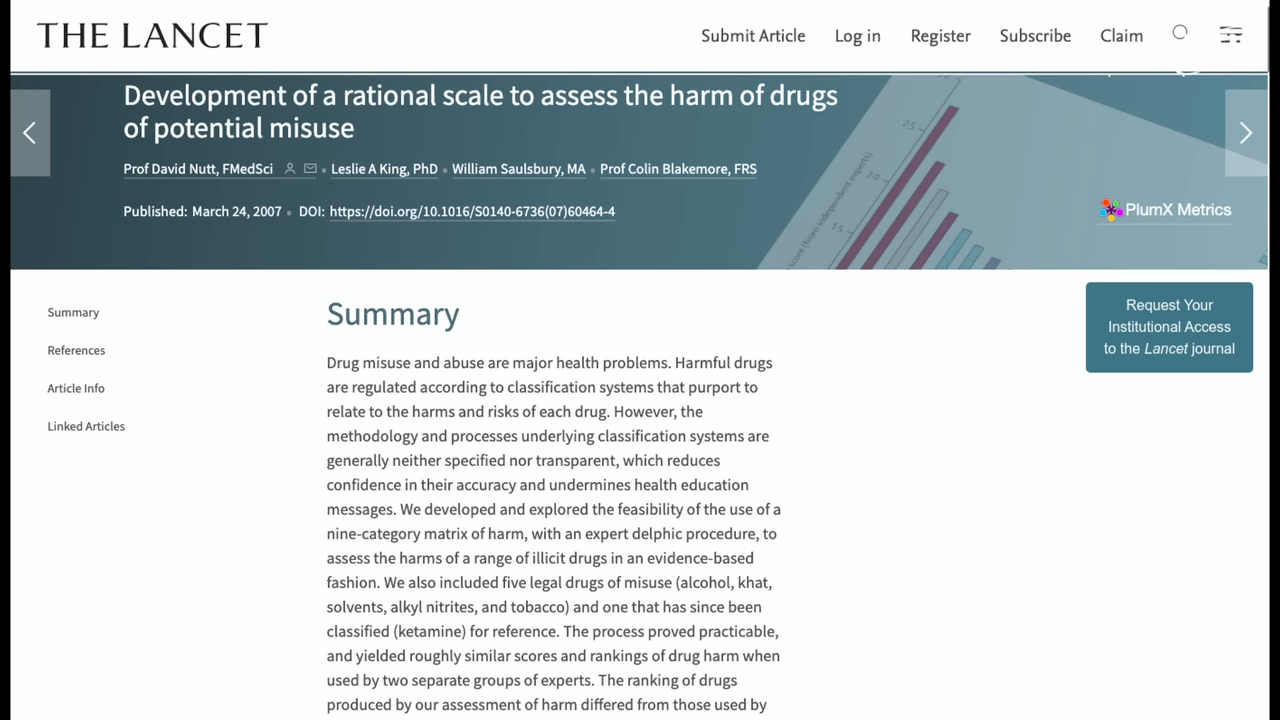 THE LANCET
Submit Article Log in Register Subscribe Claim
Development of a rational scale to assess the harm of drugs
of potential misuse
Prof David Nutt, FMedSci • Leslie A King, PhD • William Saulsbury, MA • Prof Colin Blakemore, FRS
Published: March 24, 2007 • DOI: https://doi.org/10.1016/S0140-6736(07)60464-4
PlumX Metrics
Summary
References
Article Info
Linked Articles
Summary
Drug misuse and abuse are major health problems. Harmful drugs
are regulated according to classification systems that purport to
relate to the harms and risks of each drug. However, the
methodology and processes underlying classification systems are
generally neither specified nor transparent, which reduces
confidence in their accuracy and undermines health education
messages. We developed and explored the feasibility of the use of a
nine-category matrix of harm, with an expert delphic procedure, to
assess the harms of a range of illicit drugs in an evidence-based
fashion. We also included five legal drugs of misuse (alcohol, khat,
solvents, alkyl nitrites, and tobacco) and one that has since been
classified (ketamine) for reference. The process proved practicable,
and yielded roughly similar scores and rankings of drug harm when
used by two separate groups of experts. The ranking of drugs
produced by our assessment of harm differed from those used by
Request Your
Institutional Access
to the Lancet journal
score (from independent experts)